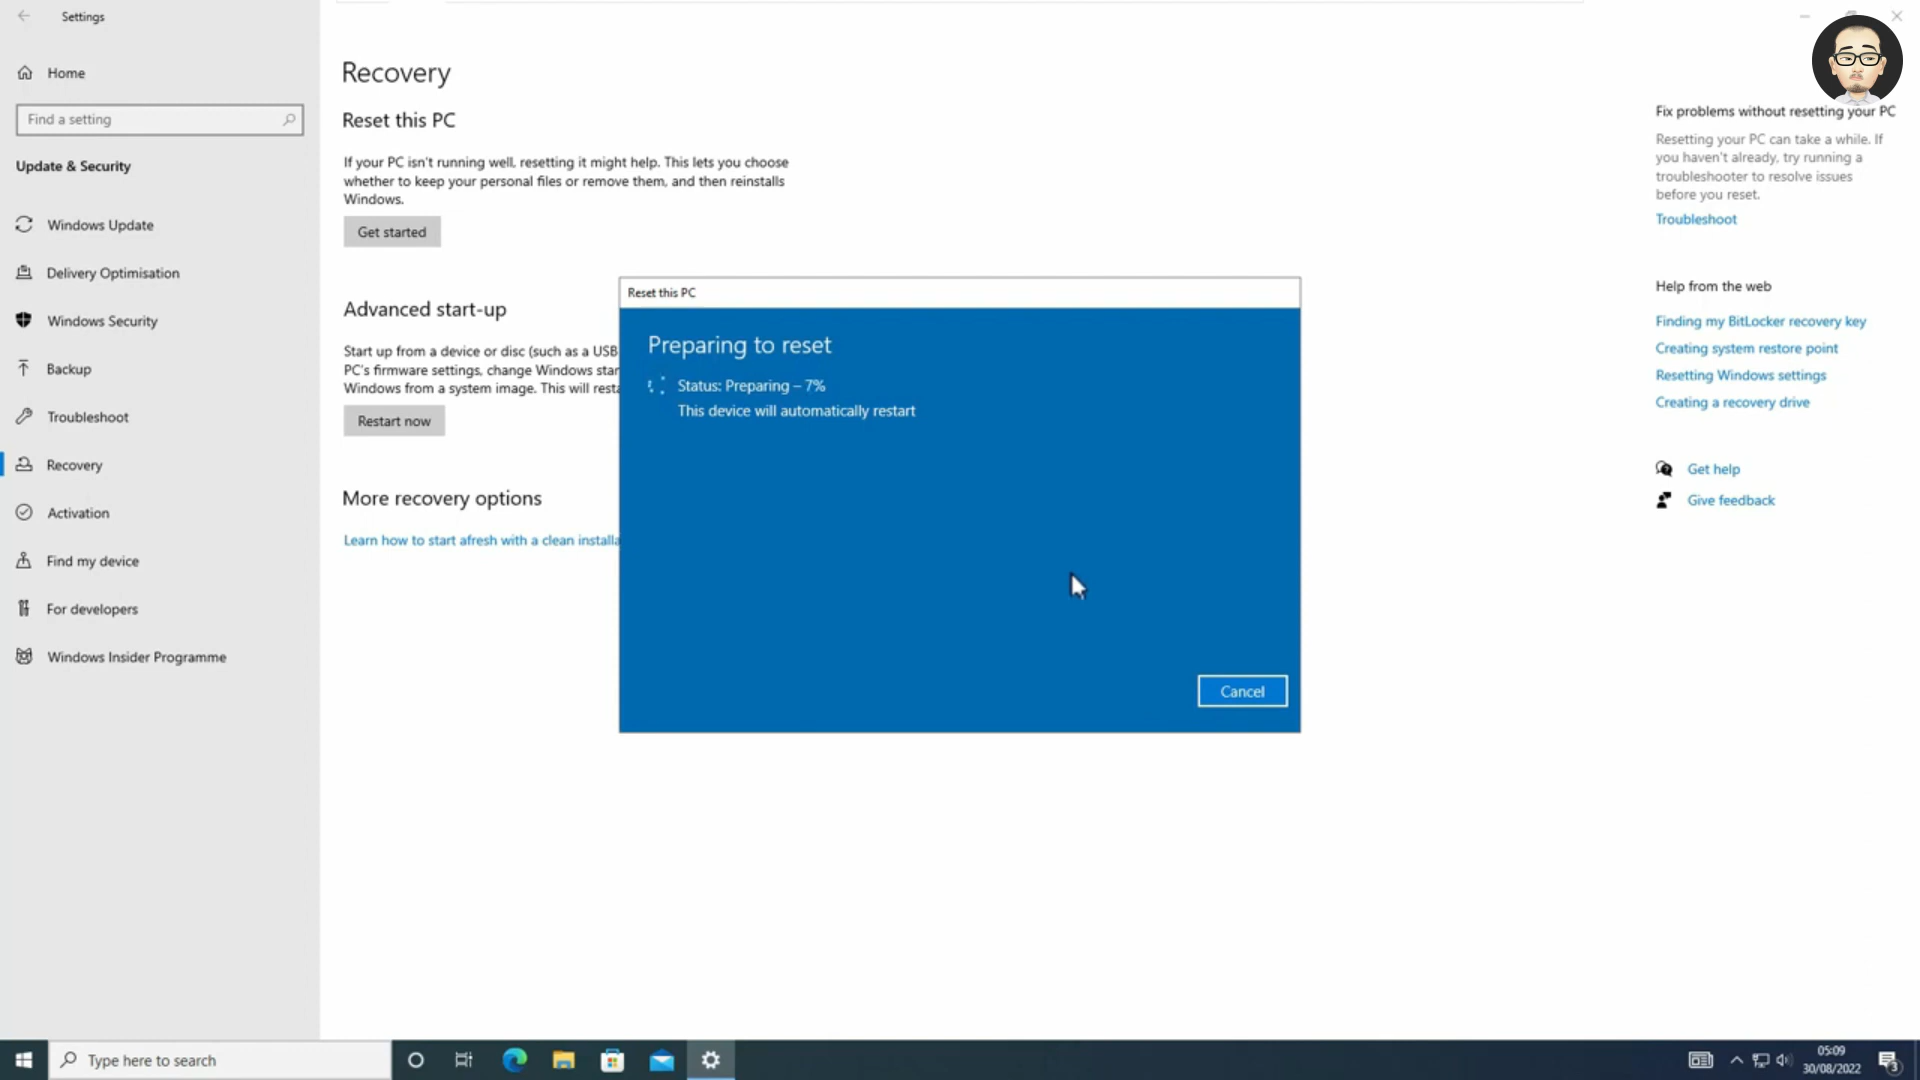 Settings
Home
Find a setting
Update & Security
Windows Update
Delivery Optimisation
Windows Security
Backup
Troubleshoot
Recovery
Activation
Find my device
For developers
Windows Insider Programme
Recovery
Reset this PC
If your PC isn't running well, resetting it might help. This lets you choose
whether to keep your personal files or remove them, and then reinstalls
Windows.
Get started
Advanced start-up
Start up from a device or disc (such as a USB
PC's firmware settings, change Windows star
Windows from a system image. This will resta
Restart now
More recovery options
Learn how to start afresh with a clean installa
Reset this PC
Preparing to reset
Status: Preparing – 7%
This device will automatically restart
Cancel
Fix problems without resetting your PC
Resetting your PC can take a while. If
you haven't already, try running a
troubleshooter to resolve issues
before you reset.
Troubleshoot
Help from the web
Finding my BitLocker recovery key
Creating system restore point
Resetting Windows settings
Creating a recovery drive
Get help
Give feedback
Type here to search
05:09
30/08/2022
3